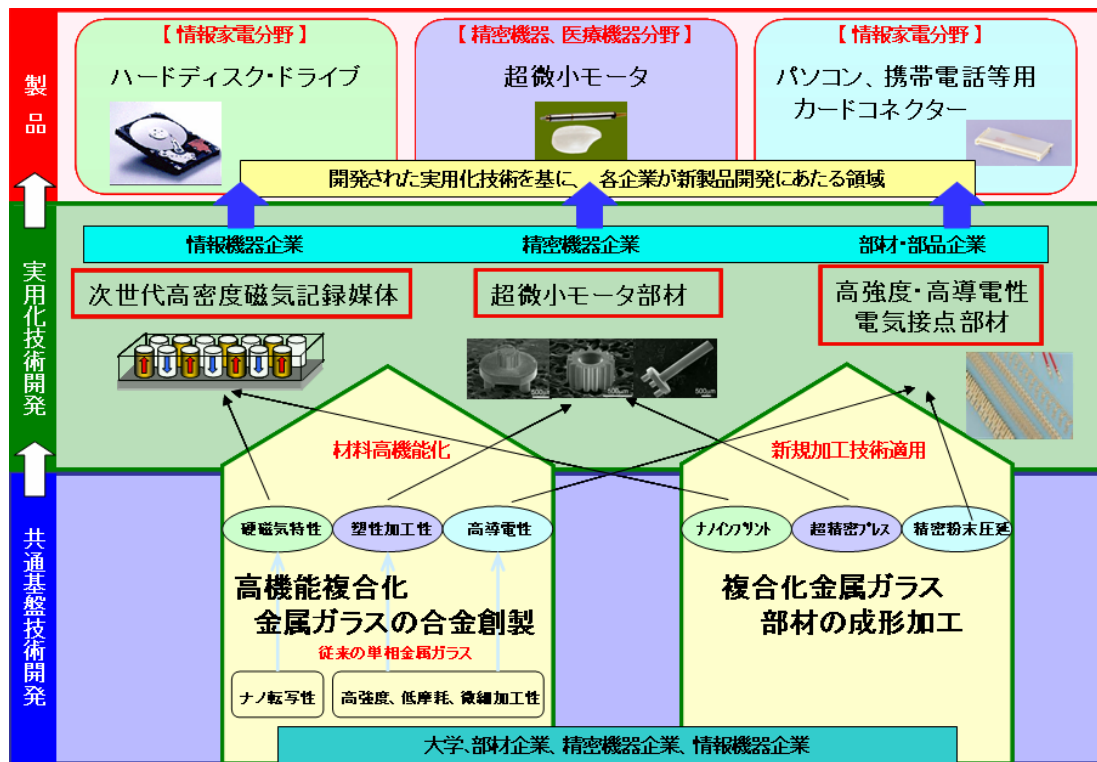 製品
【情報家電分野】
ハードディスク・ドライブ
【精密機器、医療機器分野】
超微小モータ
【情報家電分野】
パソコン、携帯電話等用
カードコネクター
開発された実用化技術を基に、各企業が新製品開発にあたる領域
実用化技術開発
情報機器企業
精密機器企業
部材・部品企業
次世代高密度磁気記録媒体
超微小モータ部材
高強度・高導電性
電気接点部材
500μm
500μm
500μm
材料高機能化
新規加工技術適用
共通基盤技術開発
硬磁気特性
塑性加工性
高導電性
ナノインプリント
超精密プレス
精密粉末圧延
高機能複合化
金属ガラスの合金創製
複合化金属ガラス
部材の成形加工
従来の単相金属ガラス
ナノ転写性
高強度、低摩耗、微細加工性
大学、部材企業、精密機器企業、情報機器企業